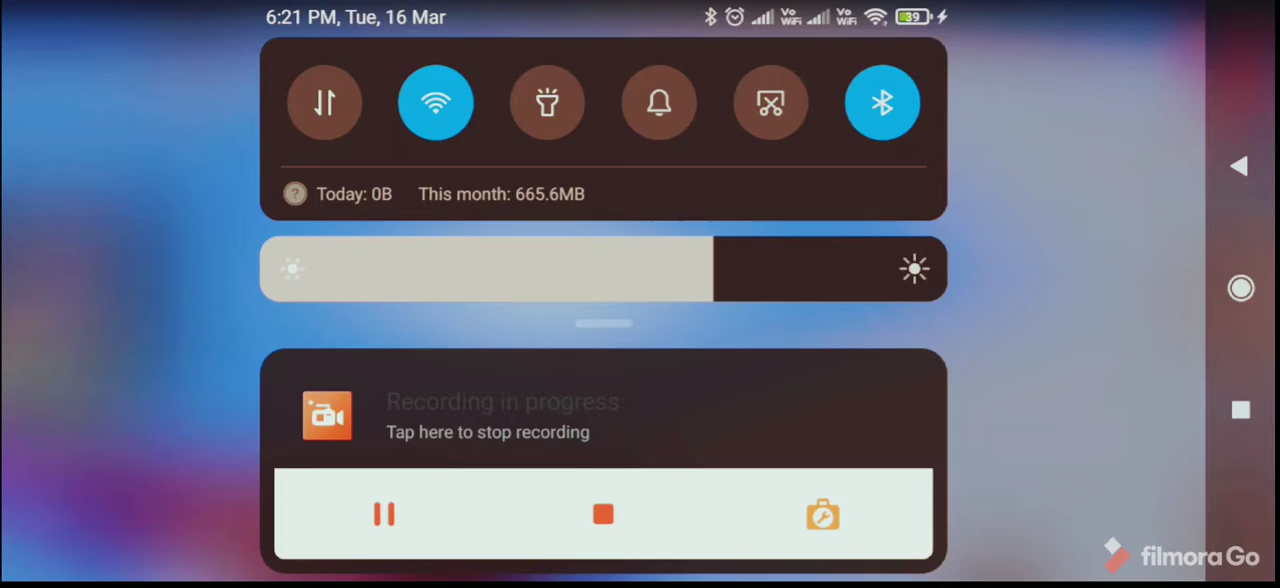 6:21 PM, Tue, 16 Mar
Vo WiFi Vo WiFi 39
Today: 0B This month: 665.6MB
Recording in progress
Tap here to stop recording
filmoraGo